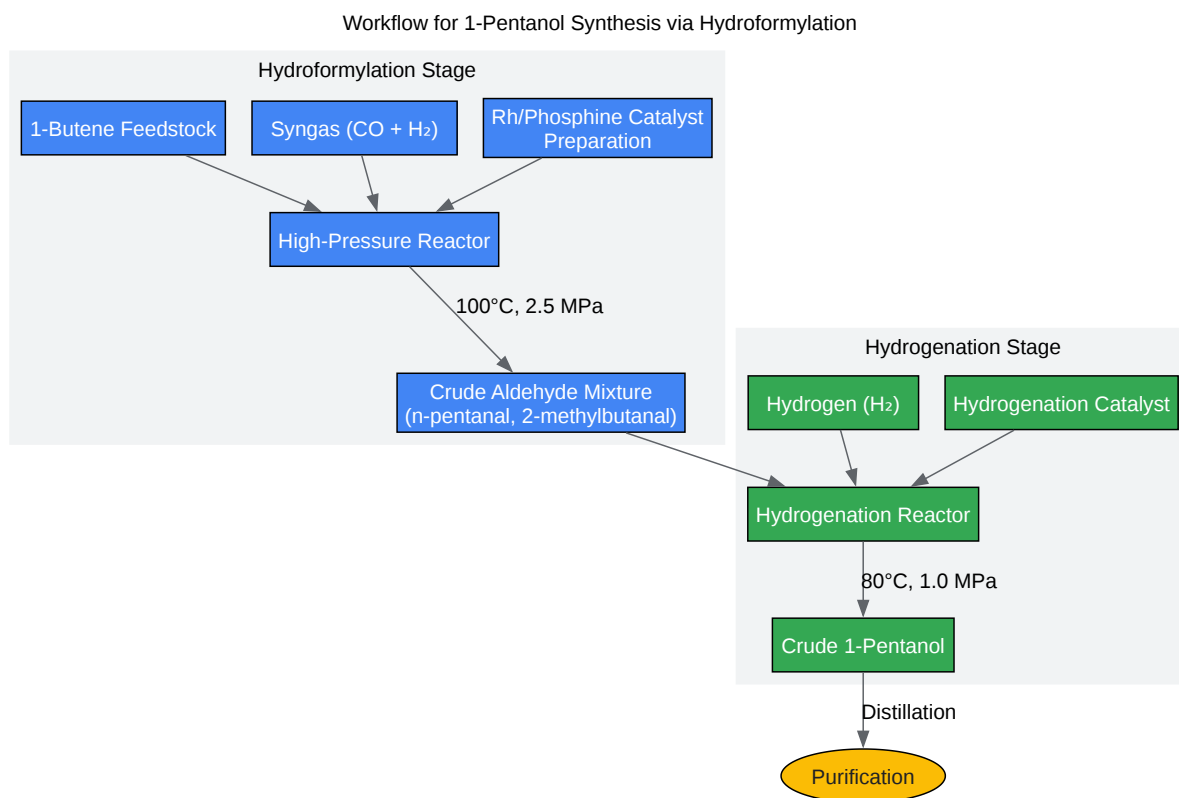 Workflow for 1-Pentanol Synthesis via Hydroformylation
Hydroformylation Stage
1-Butene Feedstock
Syngas (CO + H₂)
Rh/Phosphine Catalyst
Preparation
High-Pressure Reactor
100°C, 2.5 MPa
Crude Aldehyde Mixture
(n-pentanal, 2-methylbutanal)
Hydrogenation Stage
Hydrogen (H₂)
Hydrogenation Catalyst
Hydrogenation Reactor
80°C, 1.0 MPa
Crude 1-Pentanol
Distillation
Purification